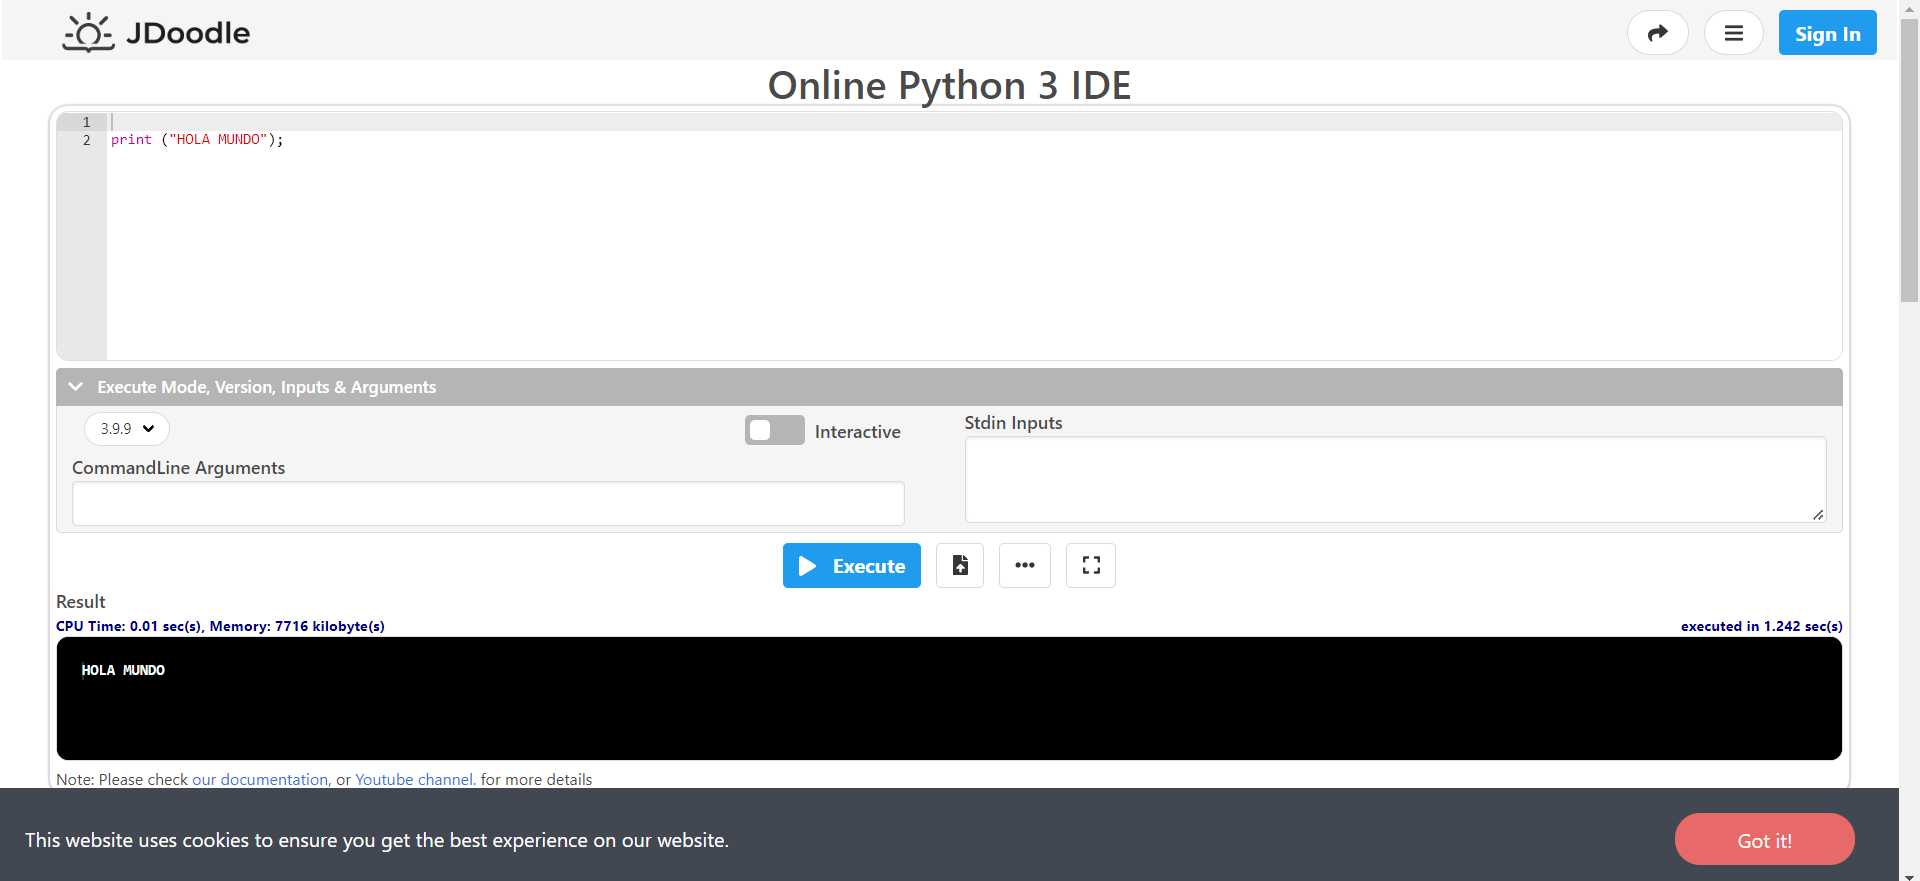 JDoodle
Sign In
Online Python 3 IDE
1
2 print ("HOLA MUNDO");
Execute Mode, Version, Inputs & Arguments
3.9.9
Interactive
Stdin Inputs
CommandLine Arguments
Execute
Result
CPU Time: 0.01 sec(s), Memory: 7716 kilobyte(s)
executed in 1.242 sec(s)
HOLA MUNDO
Note: Please check our documentation, or Youtube channel. for more details
This website uses cookies to ensure you get the best experience on our website.
Got it!